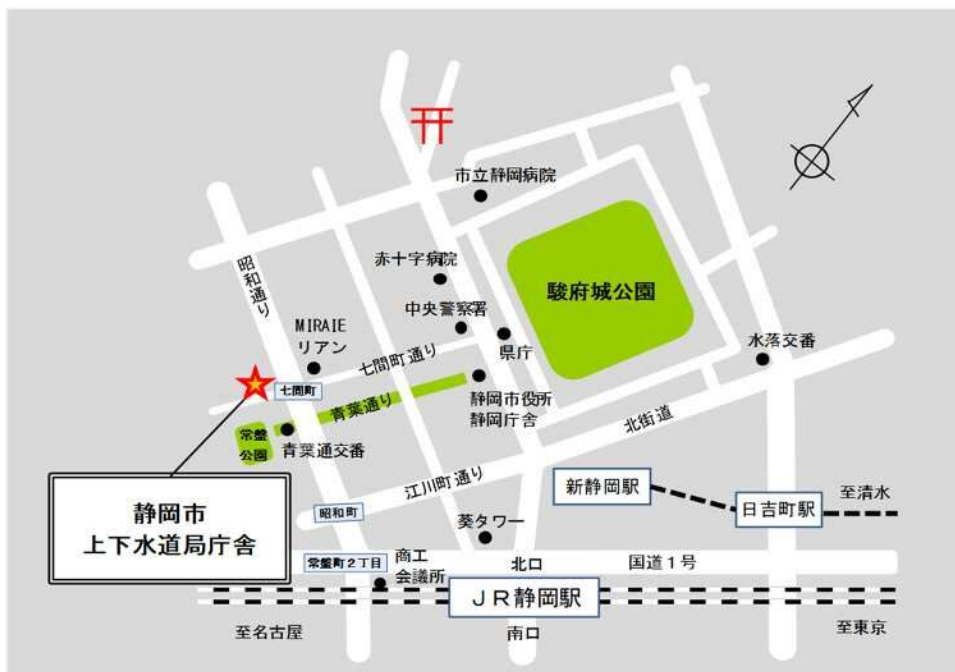 市立静岡病院
昭和通り
赤十字病院
駿府城公園
中央警察署
MIRAIE
リアン
七間町通り
県庁
水落交番
七間町
青葉通り
静岡市役所
静岡庁舎
北街道
常盤
公園
青葉通交番
江川町通り
新静岡駅
日吉町駅
至清水
静岡市
上下水道局庁舎
昭和町
葵タワー
常盤町2丁目
商工
会議所
北口
国道1号
JR静岡駅
至名古屋
南口
至東京